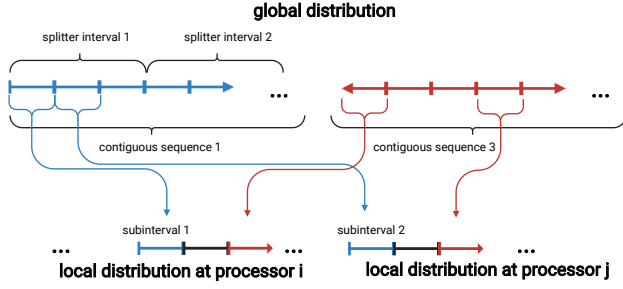 global distribution
splitter interval 1
splitter interval 2
...
...
contiguous sequence 1
contiguous sequence 3
subinterval 1
subinterval 2
...
...
...
local distribution at processor i
local distribution at processor j